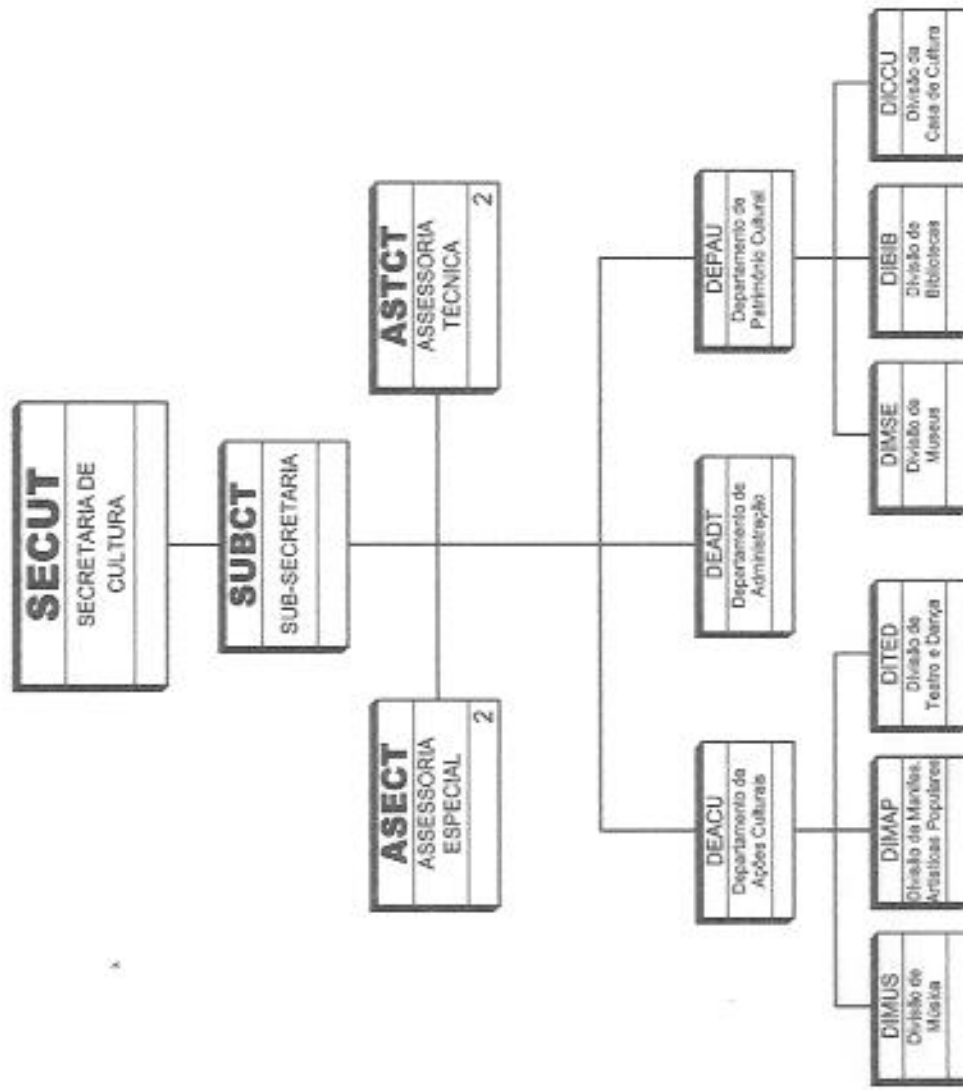 SECUT
SECRETARIA DE
CULTURA
SUBCT
SUB-SECRETARIA
ASECT
ASSESSORIA
ESPECIAL
2
ASTCT
ASSESSORIA
TÉCNICA
2
DEACU
Departamento de
Ações Culturais
DEADT
Departamento de
Administração
DEPAU
Departamento de
Patrimônio Cultural
DIMUS
Divisão de
Música
DIMAP
Divisão de Manifes.
Artísticas Populares
DITED
Divisão de
Teatro e Dança
DIMSE
Divisão de
Museus
DIBIB
Divisão de
Bibliotecas
DICCU
Divisão da
Casa de Cultura